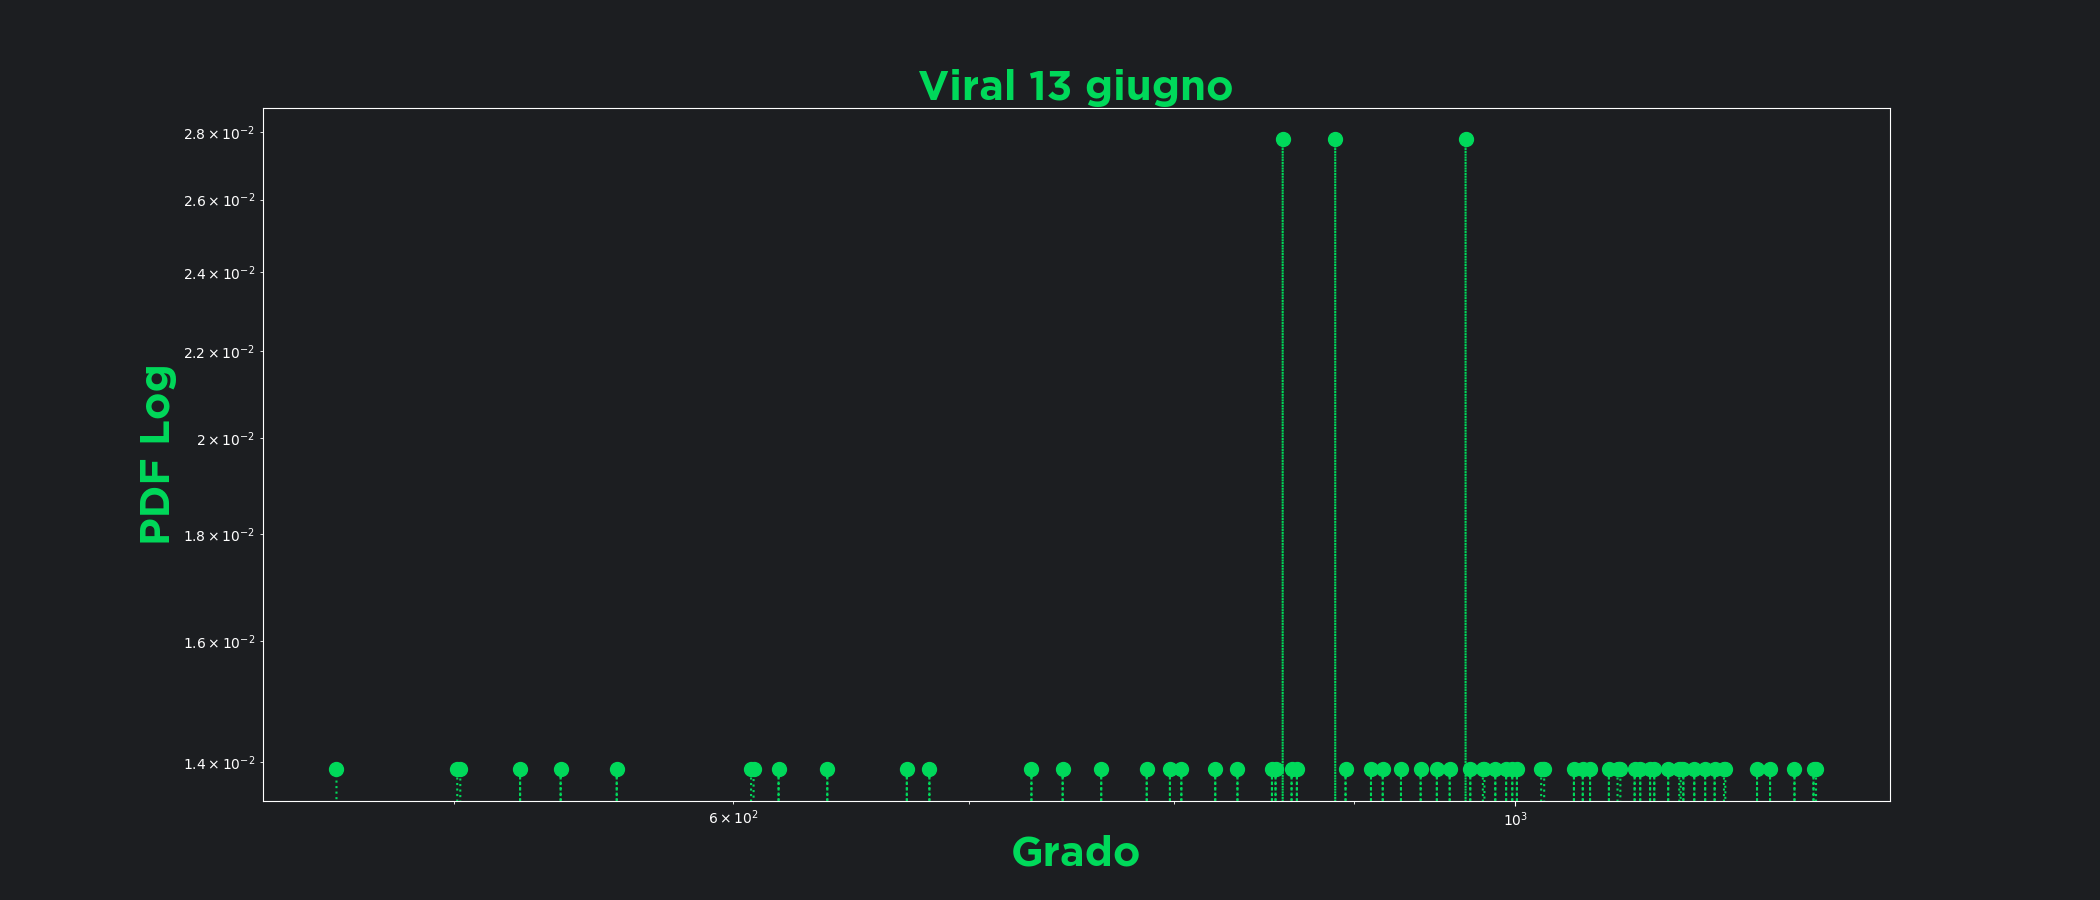 Viral 13 giugno
2.8 × 10⁻²
2.6 × 10⁻²
2.4 × 10⁻²
2.2 × 10⁻²
2 × 10⁻²
1.8 × 10⁻²
1.6 × 10⁻²
1.4 × 10⁻²
PDF Log
6 × 10²
10³
Grado